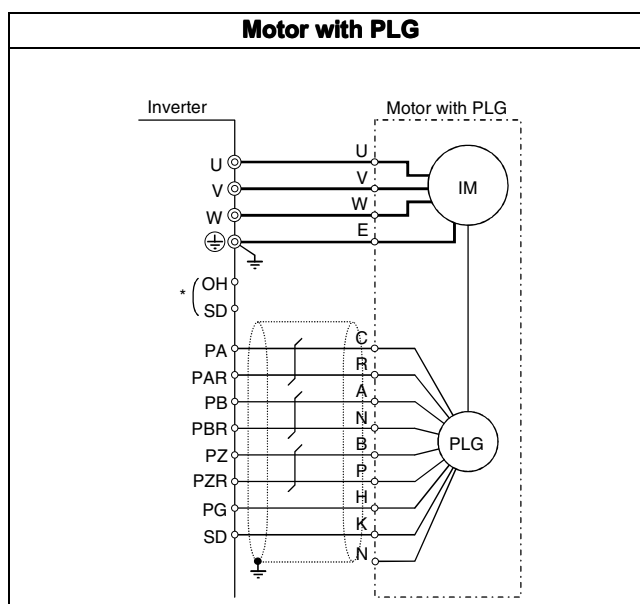 Motor with PLG
Inverter
Motor with PLG
U
U
V
V
IM
W
W
E
* OH
SD
PA
C
PAR
R
PB
A
PBR
N
PLG
PZ
B
PZR
P
PG
H
SD
K
N